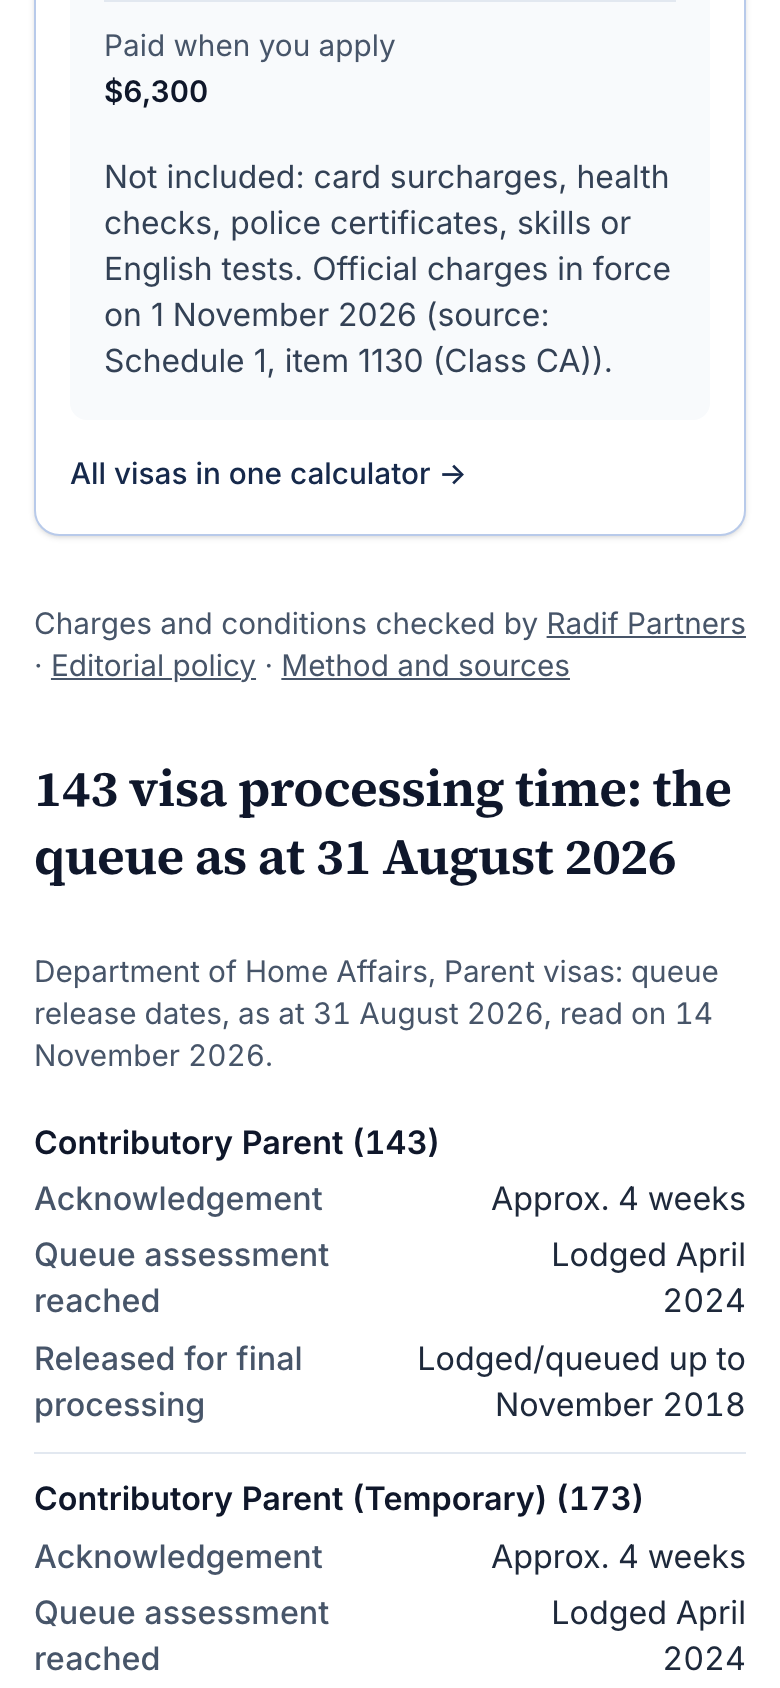 Paid when you apply
$6,300
Not included: card surcharges, health
checks, police certificates, skills or
English tests. Official charges in force
on 1 November 2026 (source:
Schedule 1, item 1130 (Class CA)).
All visas in one calculator →
Charges and conditions checked by Radif Partners
· Editorial policy · Method and sources
143 visa processing time: the
queue as at 31 August 2026
Department of Home Affairs, Parent visas: queue
release dates, as at 31 August 2026, read on 14
November 2026.
Contributory Parent (143)
Acknowledgement Approx. 4 weeks
Queue assessment Lodged April
reached 2024
Released for final Lodged/queued up to
processing November 2018
Contributory Parent (Temporary) (173)
Acknowledgement Approx. 4 weeks
Queue assessment Lodged April
reached 2024